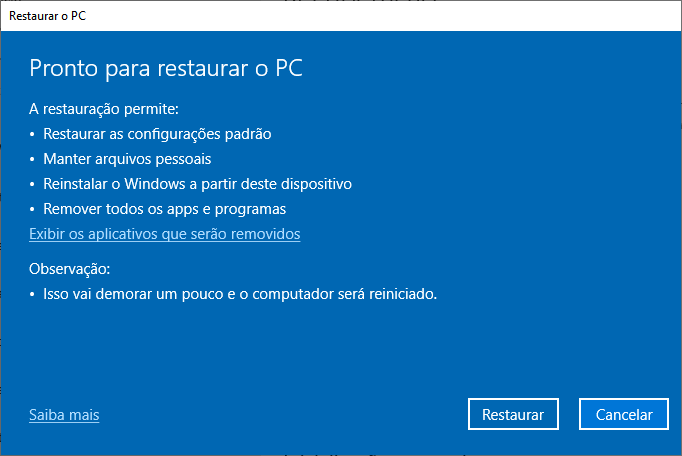 Restaurar o PC
Pronto para restaurar o PC
A restauração permite:
• Restaurar as configurações padrão
• Manter arquivos pessoais
• Reinstalar o Windows a partir deste dispositivo
• Remover todos os apps e programas
Exibir os aplicativos que serão removidos
Observação:
• Isso vai demorar um pouco e o computador será reiniciado.
Saiba mais
Restaurar
Cancelar